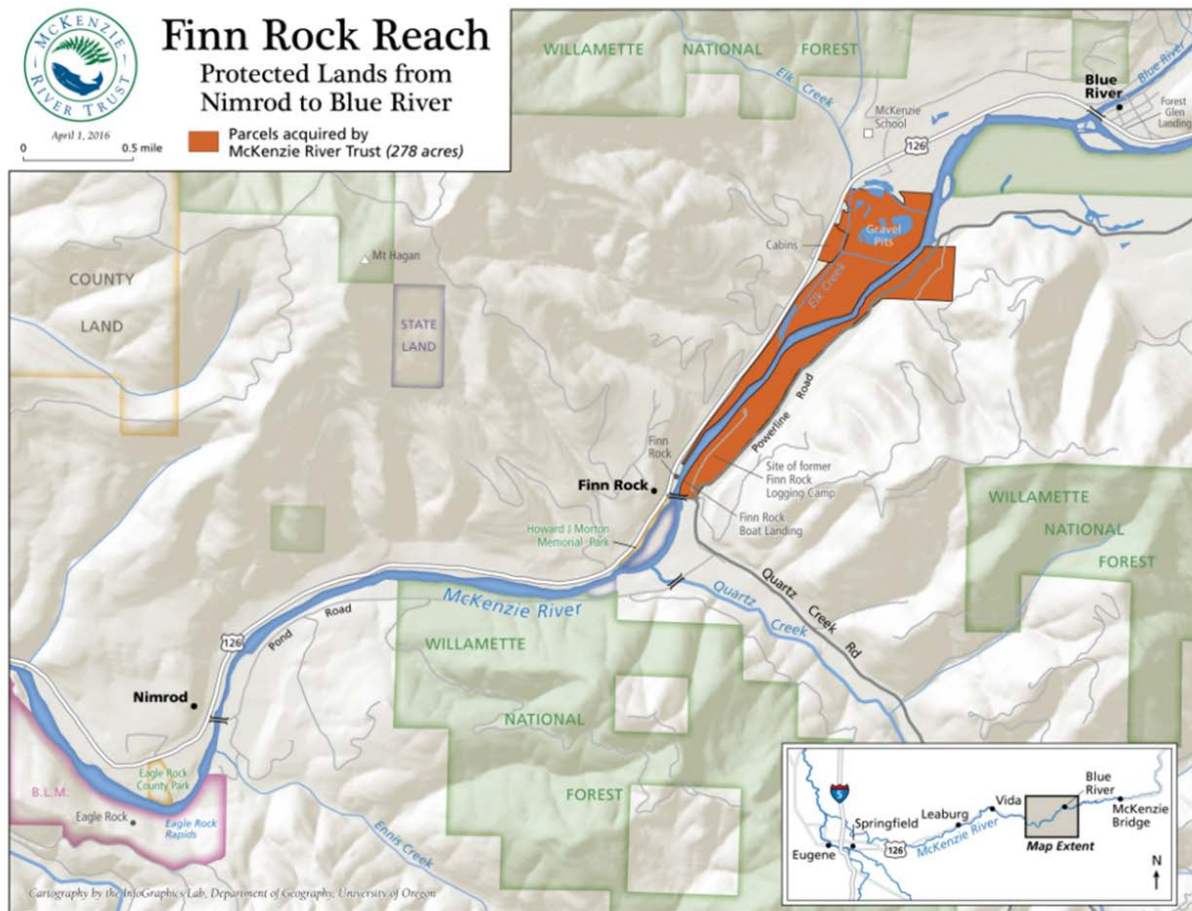 McKENZIE
RIVER TRUST
April 1, 2016
0 0.5 mile
Finn Rock Reach
Protected Lands from
Nimrod to Blue River
Parcels acquired by
McKenzie River Trust (278 acres)
WILLAMETTE NATIONAL FOREST
Elk
Creek
McKenzie
School
126
Blue
River
Blue River
Forest
Glen
Landing
Mt Hagan
COUNTY
LAND
STATE
LAND
Cabins
Gravel
Pits
Elk Creek
Powerline Road
Finn
Rock
Finn Rock
Site of former
Finn Rock
Logging Camp
Finn Rock
Boat Landing
Howard J Morton
Memorial Park
WILLAMETTE
NATIONAL
FOREST
McKenzie River
Quartz
Creek
Quartz Creek Rd
Pond Road
126
WILLAMETTE
NATIONAL
FOREST
Nimrod
Eagle Rock
County Park
B.L.M.
Eagle Rock
Eagle Rock
Rapids
Ennis Creek
5
Eugene
Springfield
126
Leaburg
McKenzie River
Vida
Blue
River
McKenzie
Bridge
Map Extent
N
Cartography by the InfoGraphics Lab, Department of Geography, University of Oregon